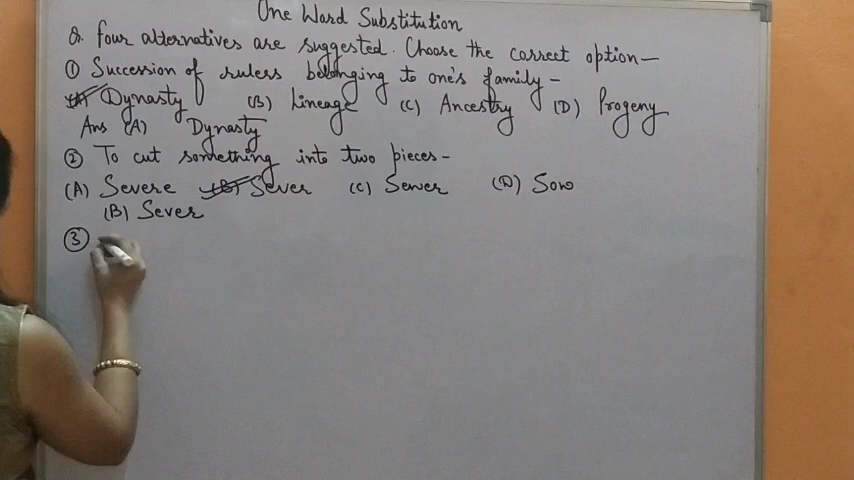 One Word Substitution
Q. four alternatives are suggested. Choose the correct option—
① Succession of rulers belonging to one's family—
(A) Dynasty (B) Lineage (C) Ancestry (D) Progeny
Ans (A) Dynasty
② To cut something into two pieces—
(A) Severe (B) Sever (C) Sewer (D) Sow
(B) Sever
③